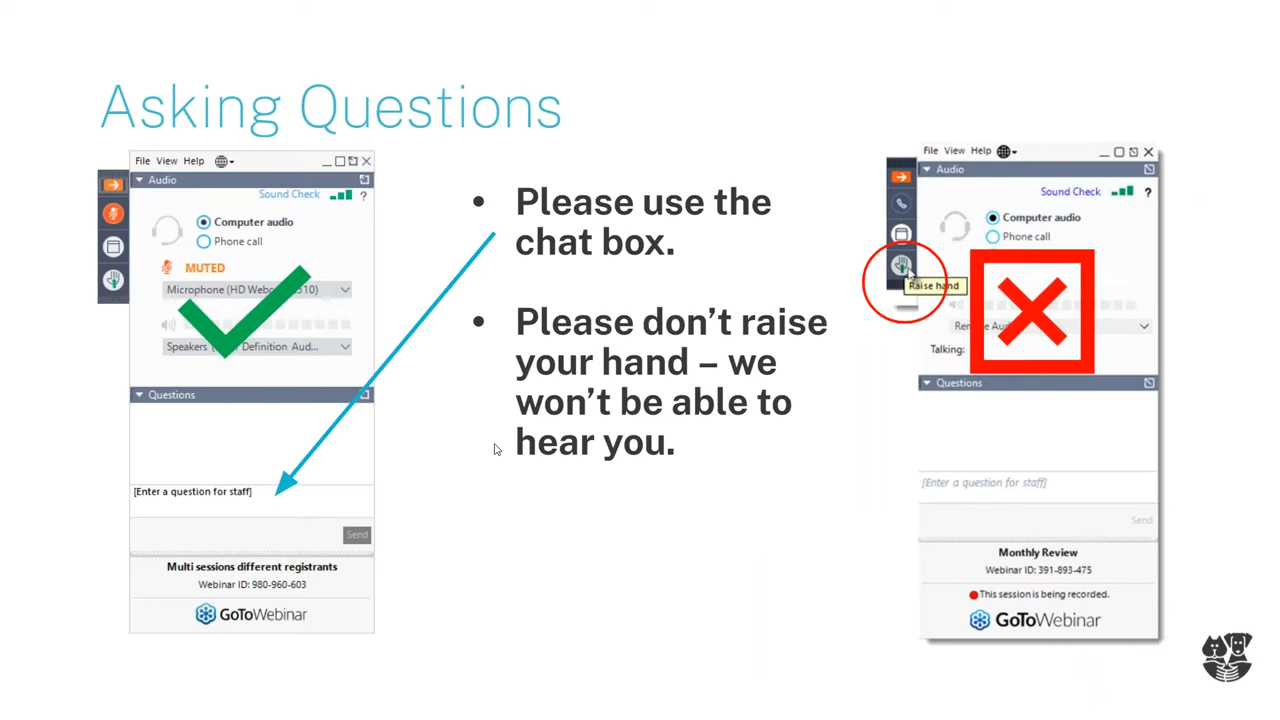 Asking Questions
File View Help
Audio
Sound Check ?
Computer audio
Phone call
MUTED
Microphone (HD Webc 510)
Speakers ( Definition Aud...
Questions
[Enter a question for staff]
Send
Multi sessions different registrants
Webinar ID: 980-960-603
GoToWebinar
• Please use the
chat box.
• Please don’t raise
your hand – we
won’t be able to
hear you.
File View Help
Audio
Sound Check ?
Computer audio
Phone call
Raise hand
Talking:
Questions
[Enter a question for staff]
Send
Monthly Review
Webinar ID: 391-893-475
This session is being recorded.
GoToWebinar